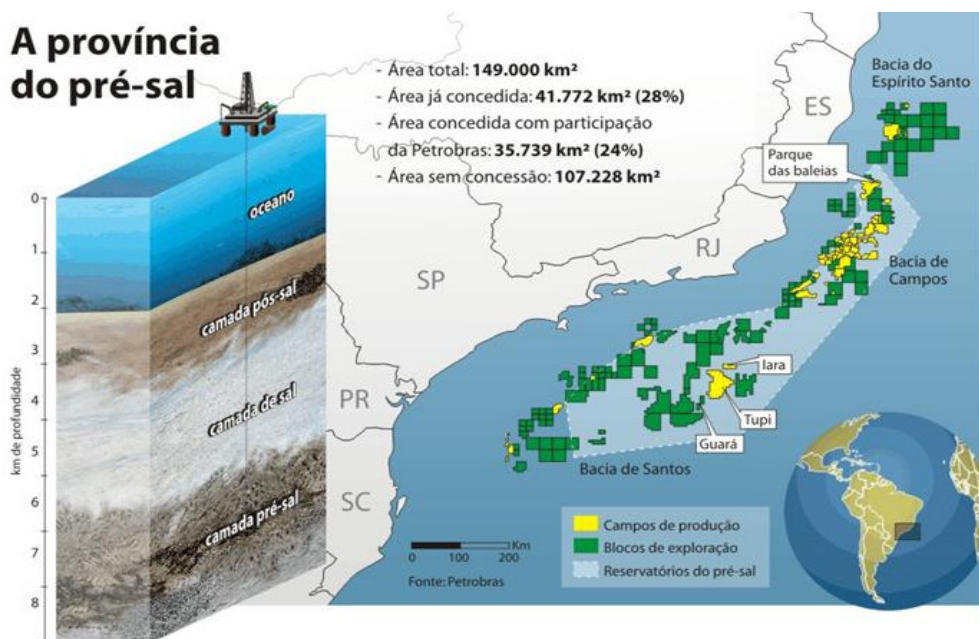 A província
do pré-sal
- Área total: 149.000 km²
- Área já concedida: 41.772 km² (28%)
- Área concedida com participação
da Petrobras: 35.739 km² (24%)
- Área sem concessão: 107.228 km²
km de profundidade
0
1
2
3
4
5
6
7
8
oceano
camada pós-sal
camada de sal
camada pré-sal
Bacia do
Espírito Santo
ES
Parque
das baleias
RJ
Bacia de
Campos
SP
Iara
PR
Tupi
Guará
Bacia de Santos
SC
Km
0 100 200
Fonte: Petrobras
Campos de produção
Blocos de exploração
Reservatórios do pré-sal